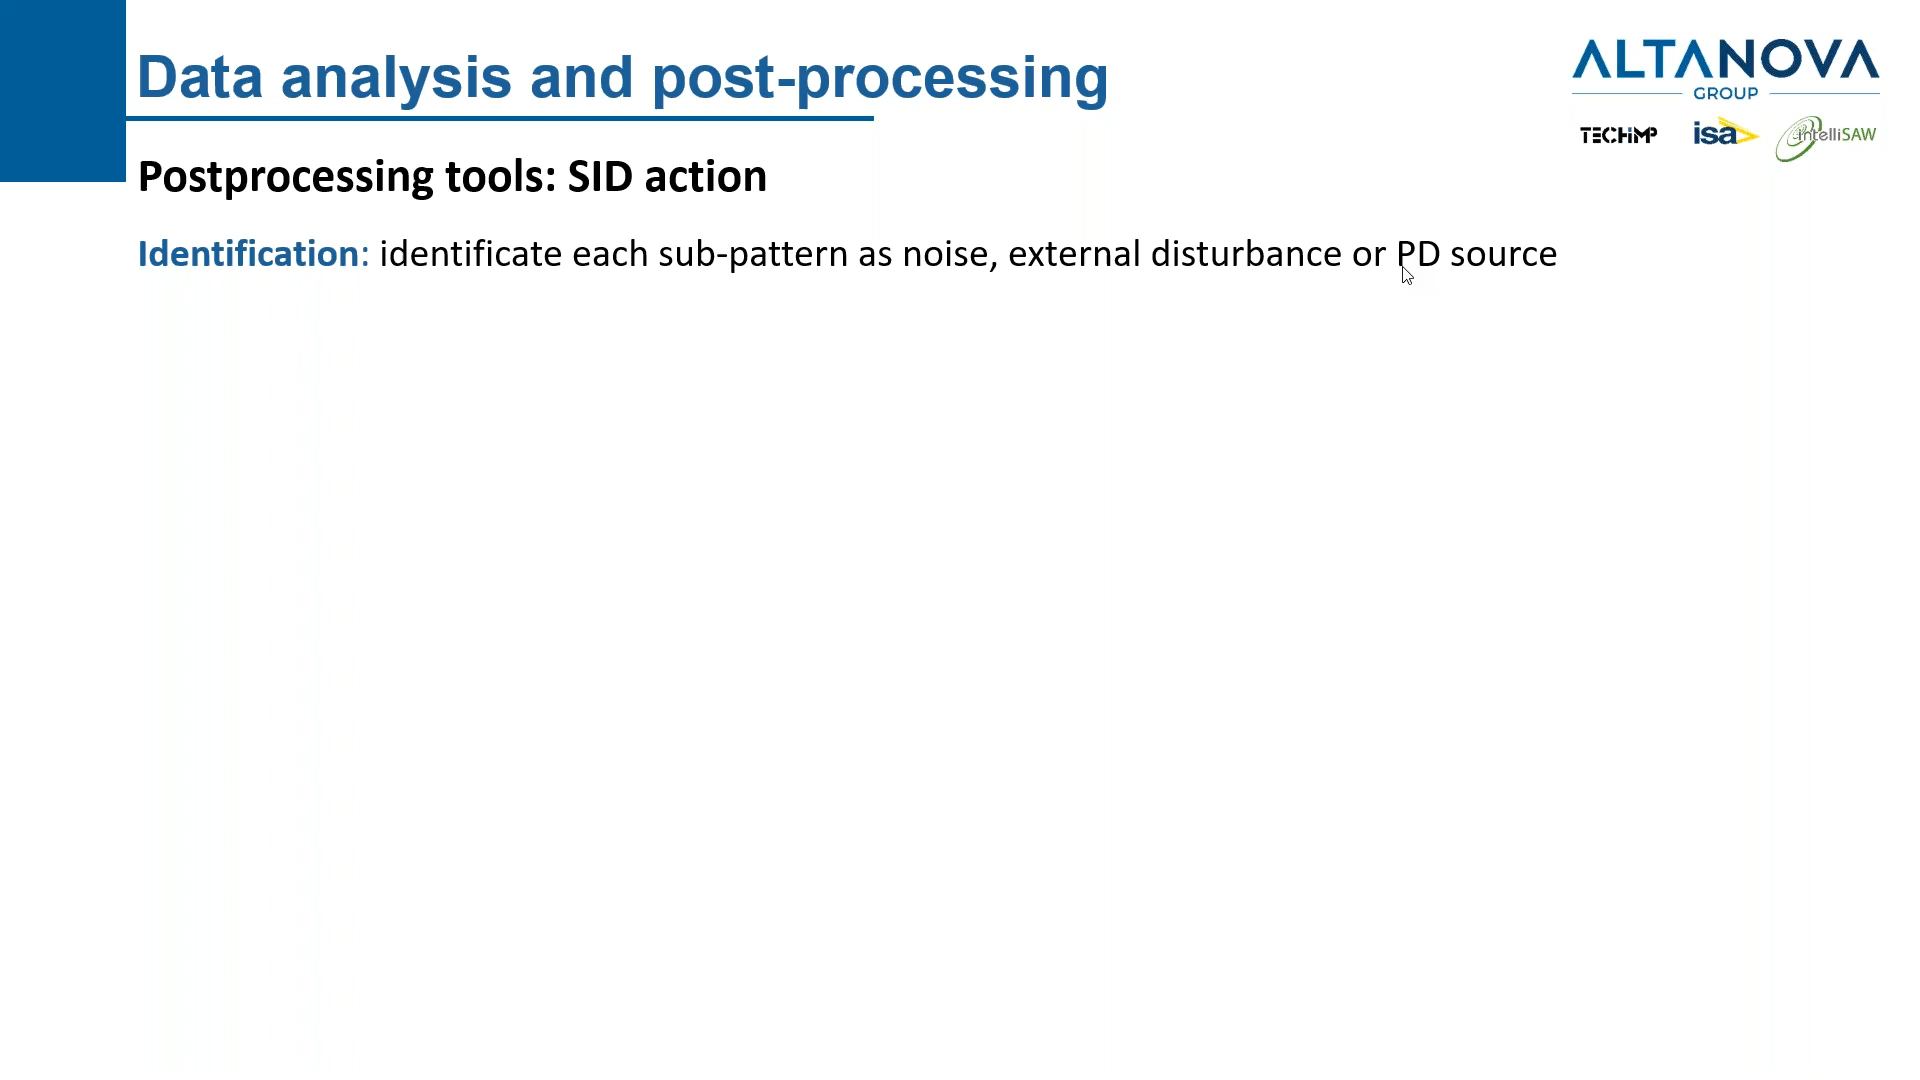 Data analysis and post-processing
ALTANOVA
GROUP
TECHIMP
isa
intelliSAW
Postprocessing tools: SID action
Identification: identificate each sub-pattern as noise, external disturbance or PD source